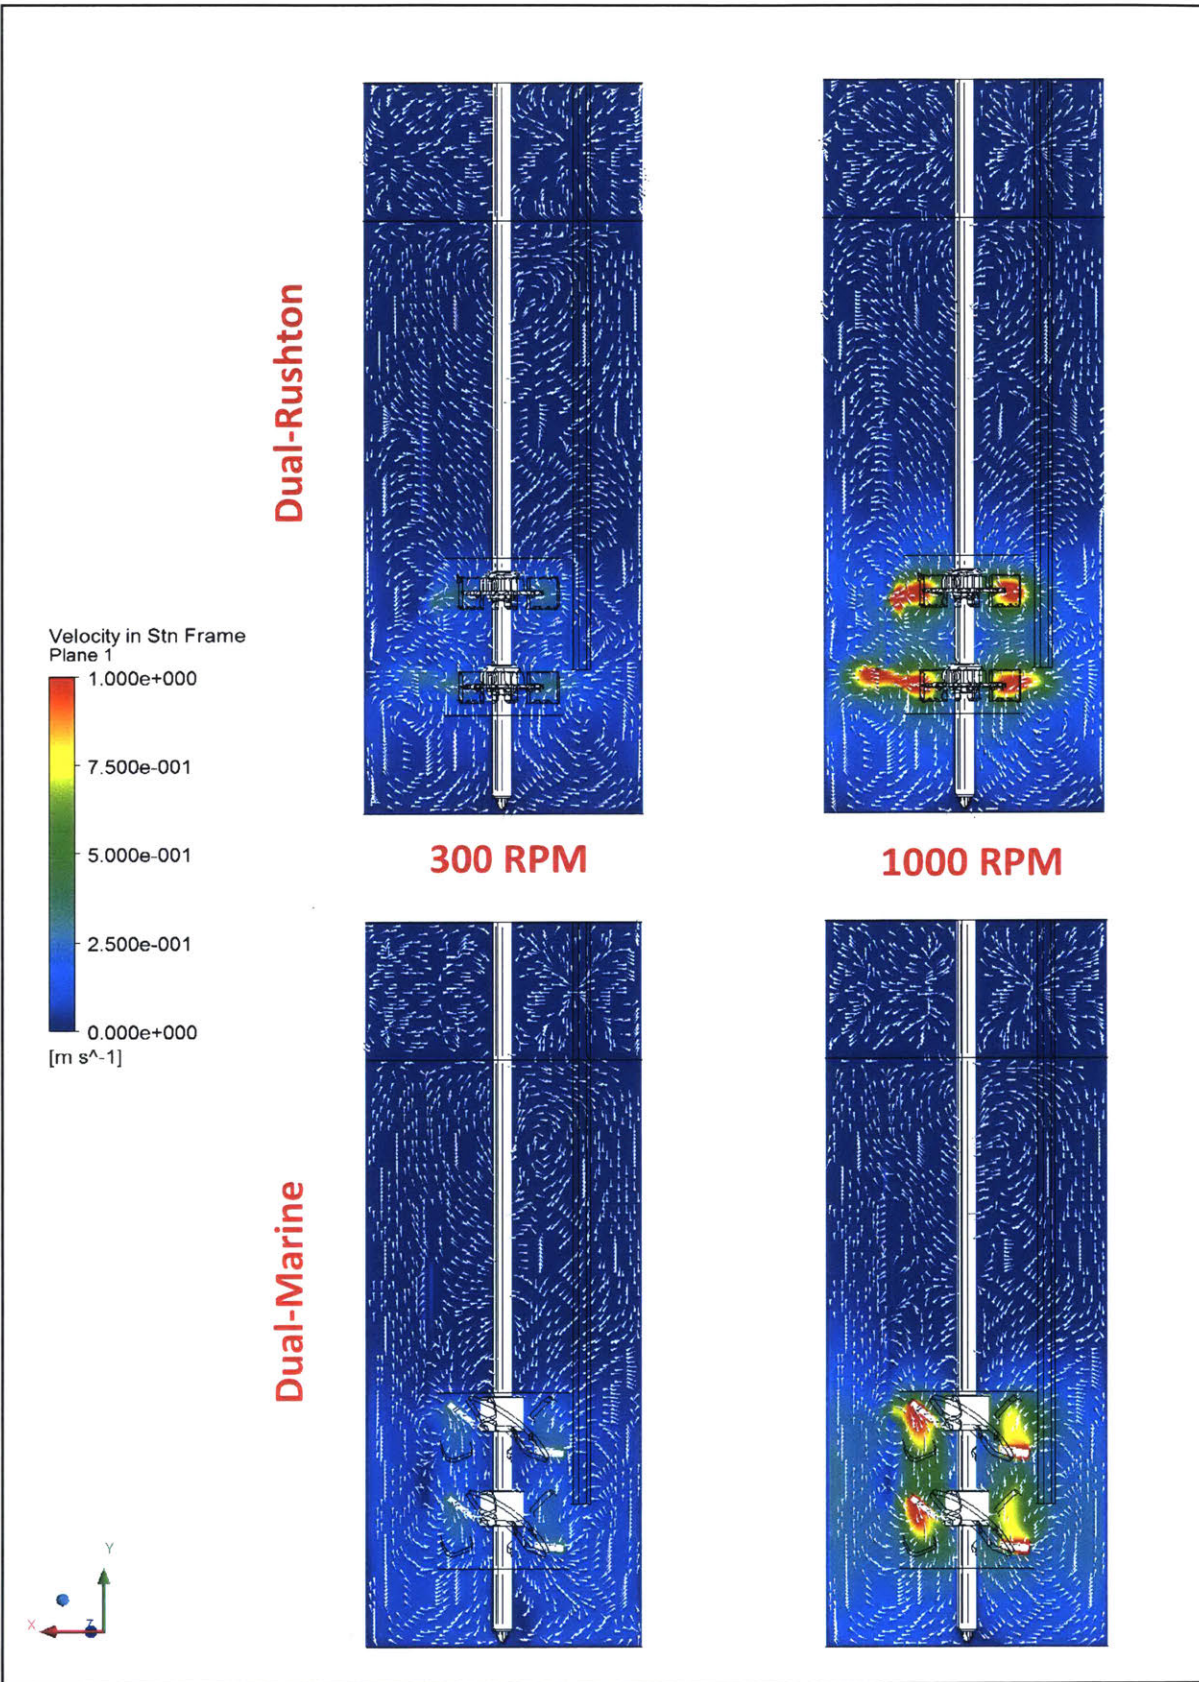 Dual-Rushton
Velocity in Stn Frame
Plane 1
1.000e+000
7.500e-001
5.000e-001
2.500e-001
0.000e+000
[m s^-1]
300 RPM
1000 RPM
Dual-Marine
Y
X
Z